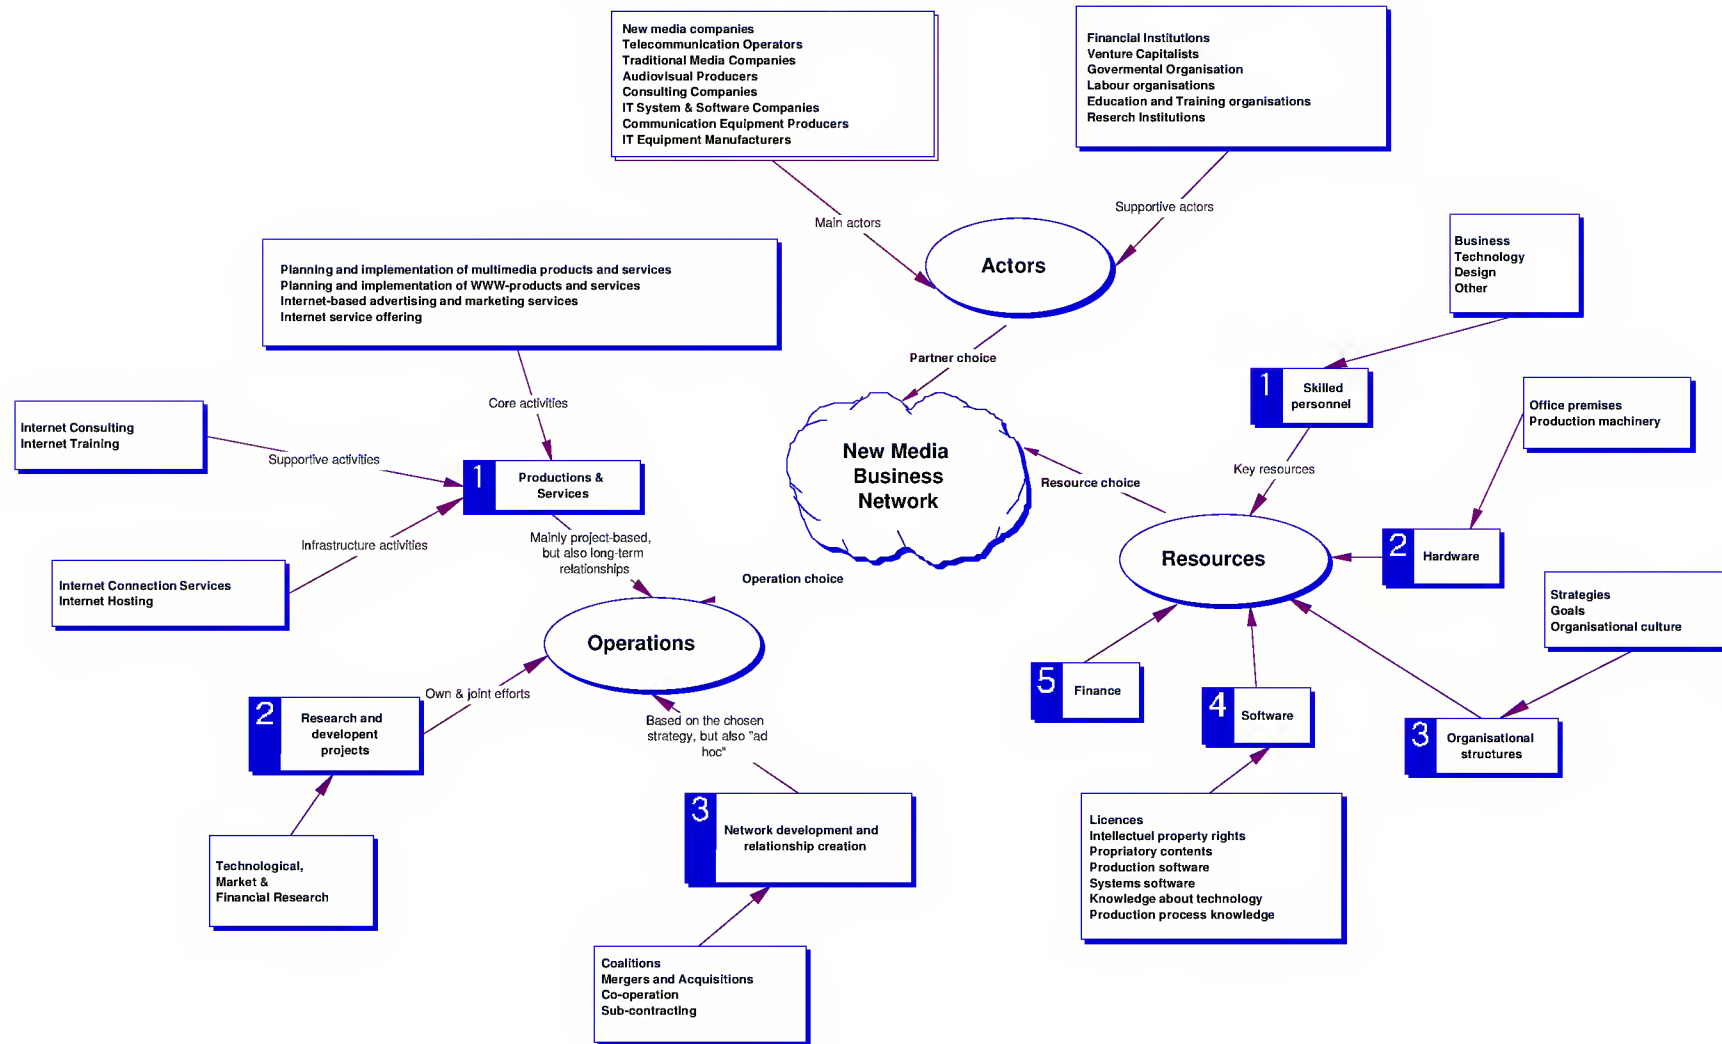 New media companies
Telecommunication Operators
Traditional Media Companies
Audiovisual Producers
Consulting Companies
IT System & Software Companies
Communication Equipment Producers
IT Equipment Manufacturers
Financial Institutions
Venture Capitalists
Govermental Organisation
Labour organisations
Education and Training organisations
Reserch Institutions
Main actors
Supportive actors
Actors
Business
Technology
Design
Other
Planning and implementation of multimedia products and services
Planning and implementation of WWW-products and services
Internet-based advertising and marketing services
Internet service offering
Partner choice
1
Skilled
personnel
Core activities
Office premises
Production machinery
Internet Consulting
Internet Training
Supportive activities
New Media
Business
Network
Key resources
Resource choice
1
Productions &
Services
Infrastructure activities
Mainly project-based,
but also long-term
relationships
Internet Connection Services
Internet Hosting
Operation choice
Resources
2
Hardware
Strategies
Goals
Organisational culture
Operations
5
Finance
4
Software
3
Organisational
structures
Own & joint efforts
2
Research and
developent
projects
Based on the chosen
strategy, but also "ad
hoc"
3
Network development and
relationship creation
Licences
Intellectuel property rights
Propriatory contents
Production software
Systems software
Knowledge about technology
Production process knowledge
Technological,
Market &
Financial Research
Coalitions
Mergers and Acquisitions
Co-operation
Sub-contracting